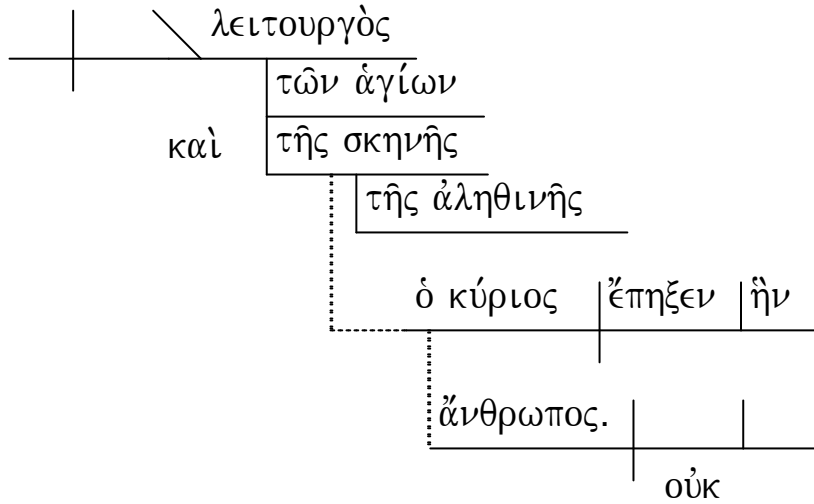 λειτουργὸς
τῶν ἁγίων
καὶ τῆς σκηνῆς
τῆς ἀληθινῆς
ὁ κύριος ἔπηξεν ἣν
ἄνθρωπος.
οὐκ